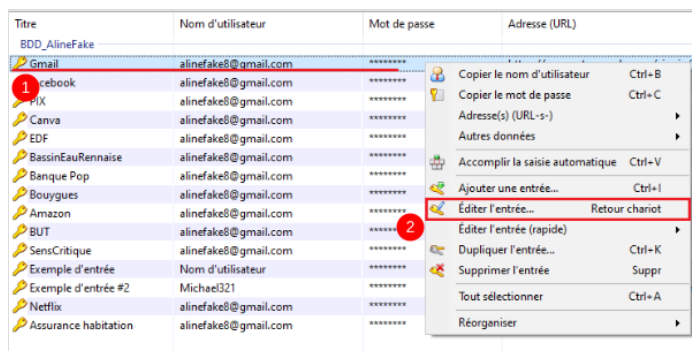 Titre Nom d'utilisateur Mot de passe Adresse (URL)
BDD_AlineFake
Gmail alinefake8@gmail.com ********
1
cebook alinefake8@gmail.com ********
PIX alinefake8@gmail.com ********
Canva alinefake8@gmail.com ********
EDF alinefake8@gmail.com ********
BassinEauRennaise alinefake8@gmail.com ********
Banque Pop alinefake8@gmail.com ********
Bouygues alinefake8@gmail.com ********
Amazon alinefake8@gmail.com ********
BUT alinefake8@gmail.com ********
SensCritique alinefake8@gmail.com ********
Exemple d'entrée Nom d'utilisateur ********
Exemple d'entrée #2 Michael321 ********
Netflix alinefake8@gmail.com ********
Assurance habitation alinefake8@gmail.com ********
Copier le nom d'utilisateur Ctrl+B
Copier le mot de passe Ctrl+C
Adresse(s) (URL-s-)
Autres données
Accomplir la saisie automatique Ctrl+V
Ajouter une entrée... Ctrl+I
2
Éditer l'entrée... Retour chariot
Éditer l'entrée (rapide)
Dupliquer l'entrée... Ctrl+K
Supprimer l'entrée Suppr
Tout sélectionner Ctrl+A
Réorganiser